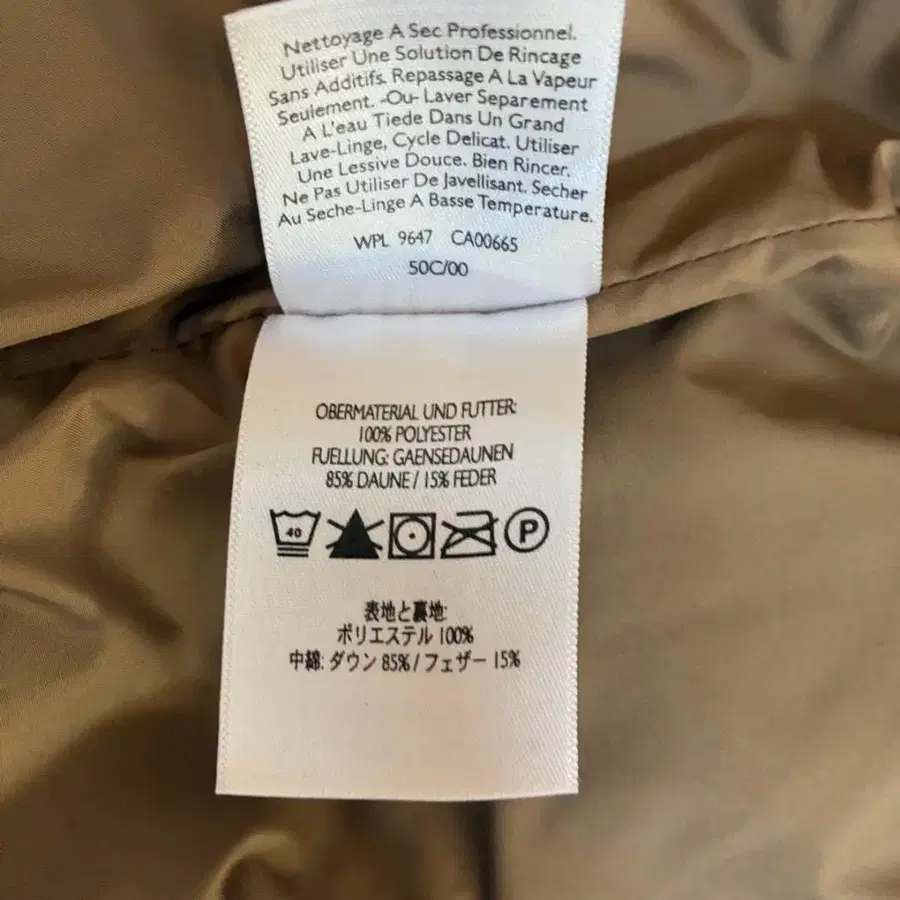 Nettoyage A Sec Professionnel.
Utiliser Une Solution De Rincage
Sans Additifs. Repassage A La Vapeur
Seulement. -Ou- Laver Separement
A L'eau Tiede Dans Un Grand
Lave-Linge, Cycle Delicat. Utiliser
Une Lessive Douce. Bien Rincer.
Ne Pas Utiliser De Javellisant. Secher
Au Seche-Linge A Basse Temperature.
WPL 9647 CA00665
50C/00
OBERMATERIAL UND FUTTER:
100% POLYESTER
FUELLUNG: GAENSEDAUNEN
85% DAUNE / 15% FEDER
40 P
表地と裏地:
ポリエステル 100%
中綿: ダウン 85% / フェザー 15%